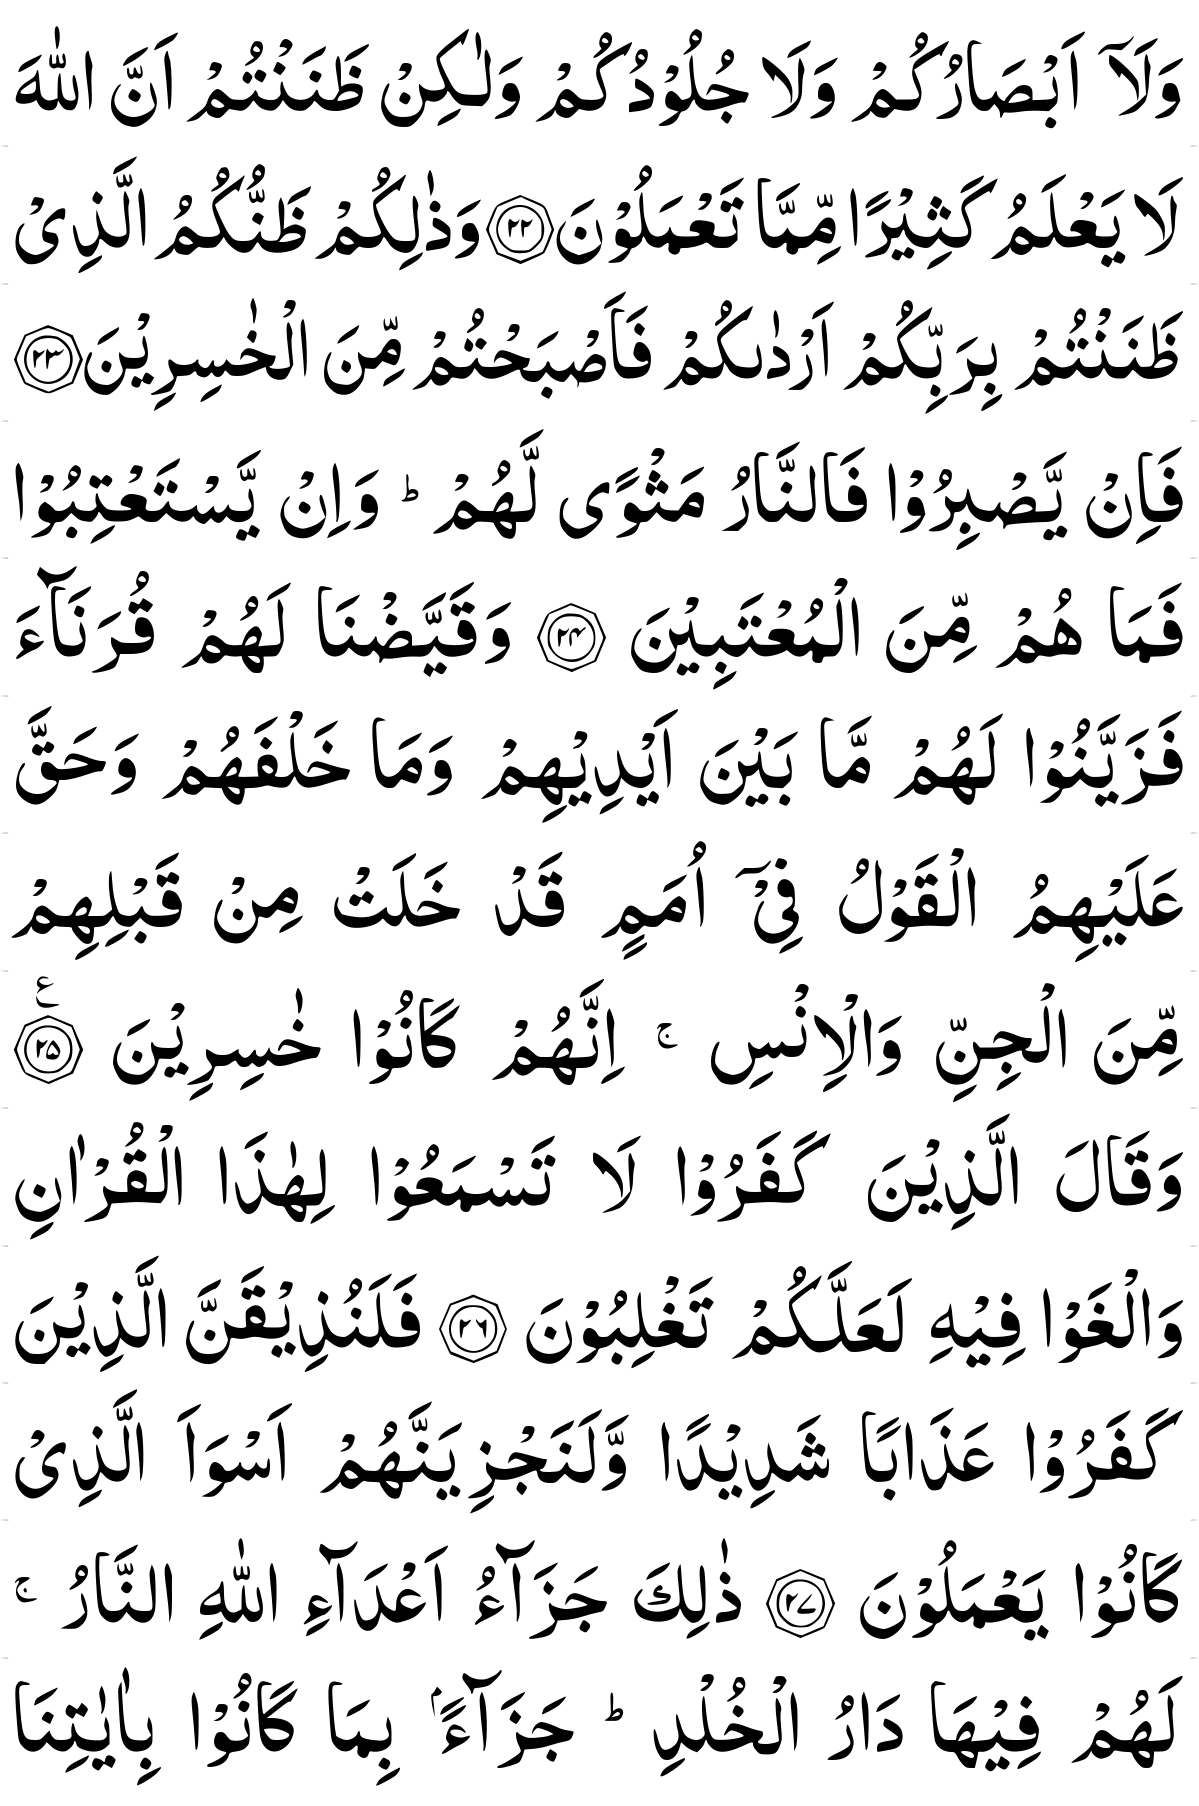 وَلَآ اَبْصَارُكُمْ وَلَا جُلُوْدُكُمْ وَلٰـكِنْ ظَنَنْتُمْ اَنَّ اللّٰهَ
لَا يَعْلَمُ كَثِيْرًا مِّمَّا تَعْمَلُوْنَ ﴿۲۲﴾ وَذٰلِكُمْ ظَنُّكُمُ الَّذِىْ
ظَنَنْتُمْ بِرَبِّكُمْ اَرْدٰٮكُمْ فَاَصْبَحْتُمْ مِّنَ الْخٰسِرِيْنَ ﴿۲۳﴾
فَاِنْ يَّصْبِرُوْا فَالنَّارُ مَثْوًى لَّهُمْ ؕ وَاِنْ يَّسْتَعْتِبُوْا
فَمَا هُمْ مِّنَ الْمُعْتَبِيْنَ ﴿۲۴﴾ وَقَيَّضْنَا لَهُمْ قُرَنَآءَ
فَزَيَّنُوْا لَهُمْ مَّا بَيْنَ اَيْدِيْهِمْ وَمَا خَلْفَهُمْ وَحَقَّ
عَلَيْهِمُ الْقَوْلُ فِىْۤ اُمَمٍ قَدْ خَلَتْ مِنْ قَبْلِهِمْ
مِّنَ الْجِنِّ وَالْاِنْسِ ۚ اِنَّهُمْ كَانُوْا خٰسِرِيْنَ ﴿۲۵﴾ ع
وَقَالَ الَّذِيْنَ كَفَرُوْا لَا تَسْمَعُوْا لِهٰذَا الْقُرْاٰنِ
وَالْغَوْا فِيْهِ لَعَلَّكُمْ تَغْلِبُوْنَ ﴿۲۶﴾ فَلَنُذِيْقَنَّ الَّذِيْنَ
كَفَرُوْا عَذَابًا شَدِيْدًا وَّلَنَجْزِيَنَّهُمْ اَسْوَاَ الَّذِىْ
كَانُوْا يَعْمَلُوْنَ ﴿۲۷﴾ ذٰلِكَ جَزَآءُ اَعْدَآءِ اللّٰهِ النَّارُ ۚ
لَهُمْ فِيْهَا دَارُ الْخُلْدِ ؕ جَزَآءًۢ بِمَا كَانُوْا بِاٰيٰتِنَا